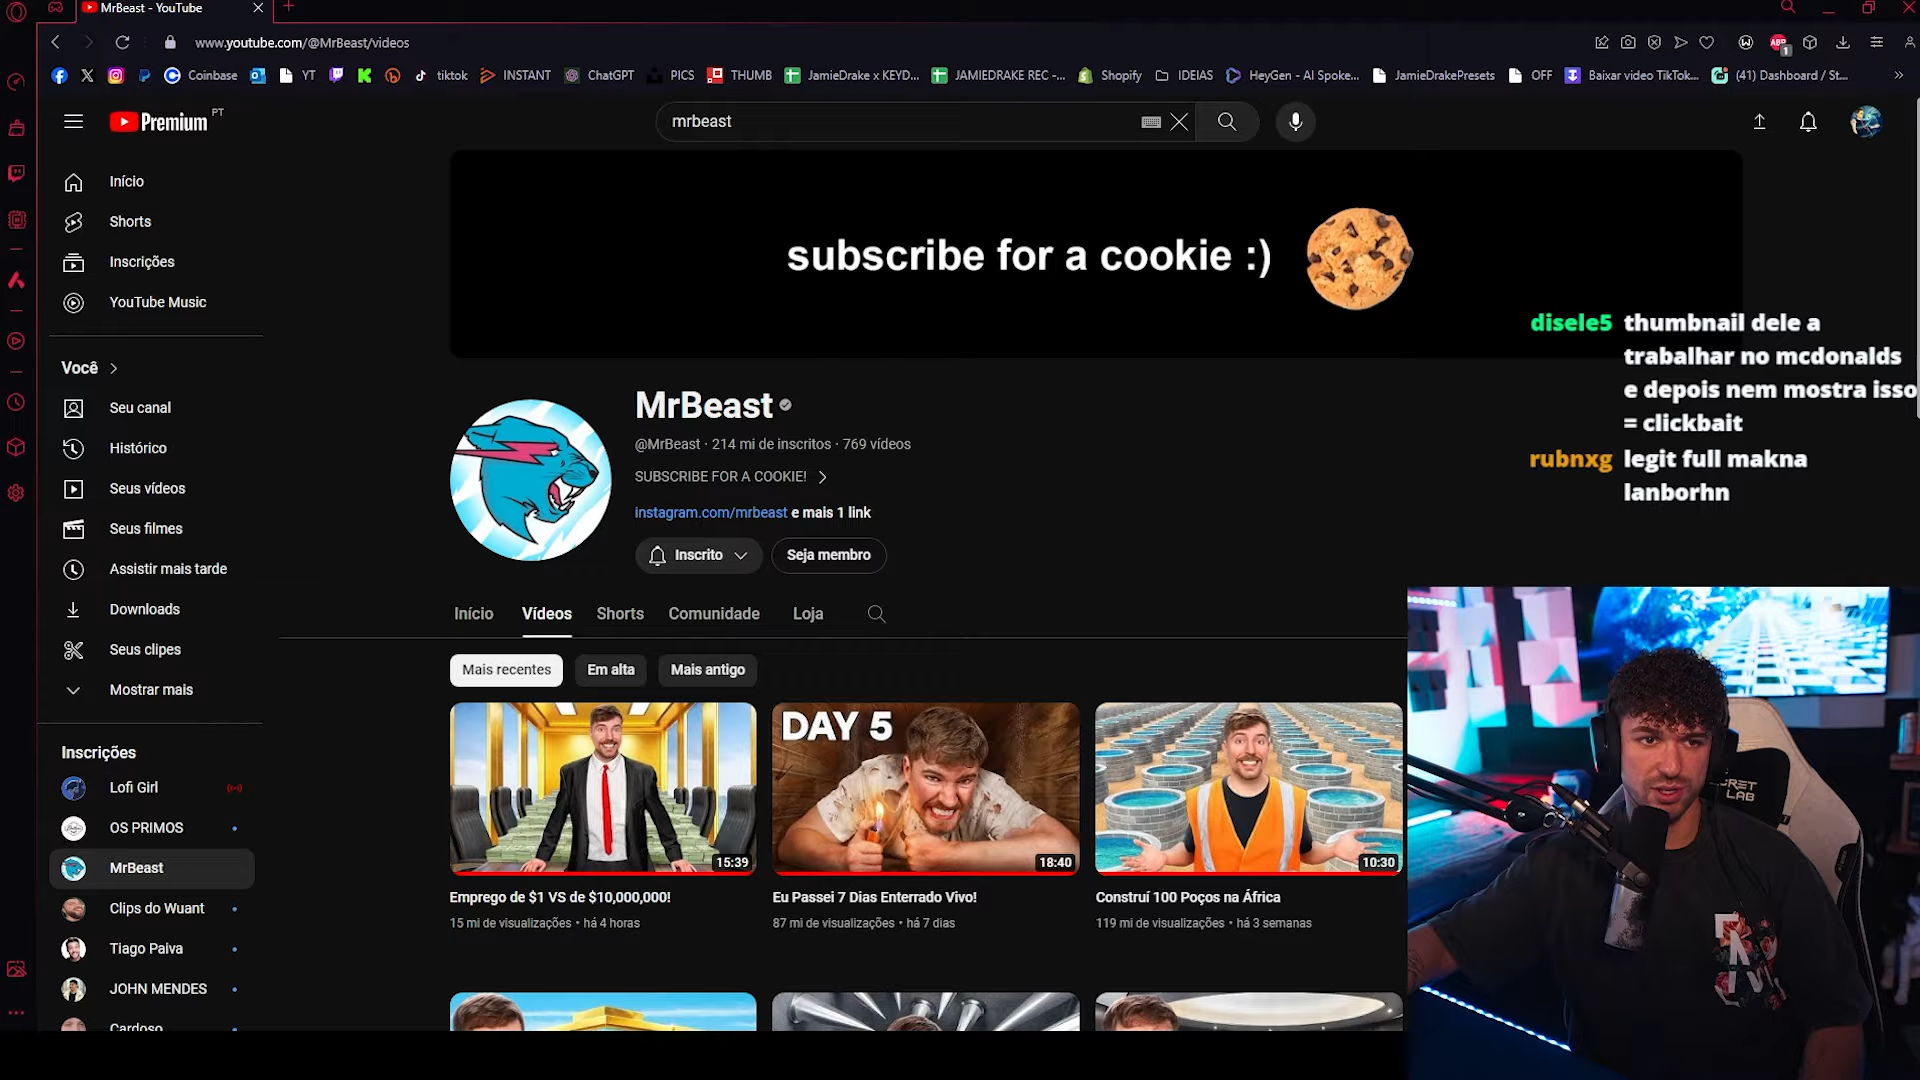 MrBeast - YouTube
www.youtube.com/@MrBeast/videos
ABP
1
Coinbase
YT
tiktok
INSTANT
ChatGPT
PICS
THUMB
JamieDrake x KEYD...
JAMIEDRAKE REC -...
Shopify
IDEIAS
HeyGen - AI Spoke...
JamieDrakePresets
OFF
Baixar video TikTok...
(41) Dashboard / St...
Premium PT
mrbeast
Início
Shorts
Inscrições
YouTube Music
Você
Seu canal
Histórico
Seus vídeos
Seus filmes
Assistir mais tarde
Downloads
Seus clipes
Mostrar mais
Inscrições
Lofi Girl
OS PRIMOS
MrBeast
Clips do Wuant
Tiago Paiva
JOHN MENDES
Cardoso
subscribe for a cookie :)
MrBeast
@MrBeast · 214 mi de inscritos · 769 vídeos
SUBSCRIBE FOR A COOKIE!
instagram.com/mrbeast e mais 1 link
Inscrito
Seja membro
Início
Vídeos
Shorts
Comunidade
Loja
Mais recentes
Em alta
Mais antigo
15:39
Emprego de $1 VS de $10,000,000!
15 mi de visualizações • há 4 horas
DAY 5
18:40
Eu Passei 7 Dias Enterrado Vivo!
87 mi de visualizações • há 7 dias
10:30
Construí 100 Poços na África
119 mi de visualizações • há 3 semanas
disele5 thumbnail dele a
trabalhar no mcdonalds
e depois nem mostra isso
= clickbait
rubnxg legit full makna
lanborhn